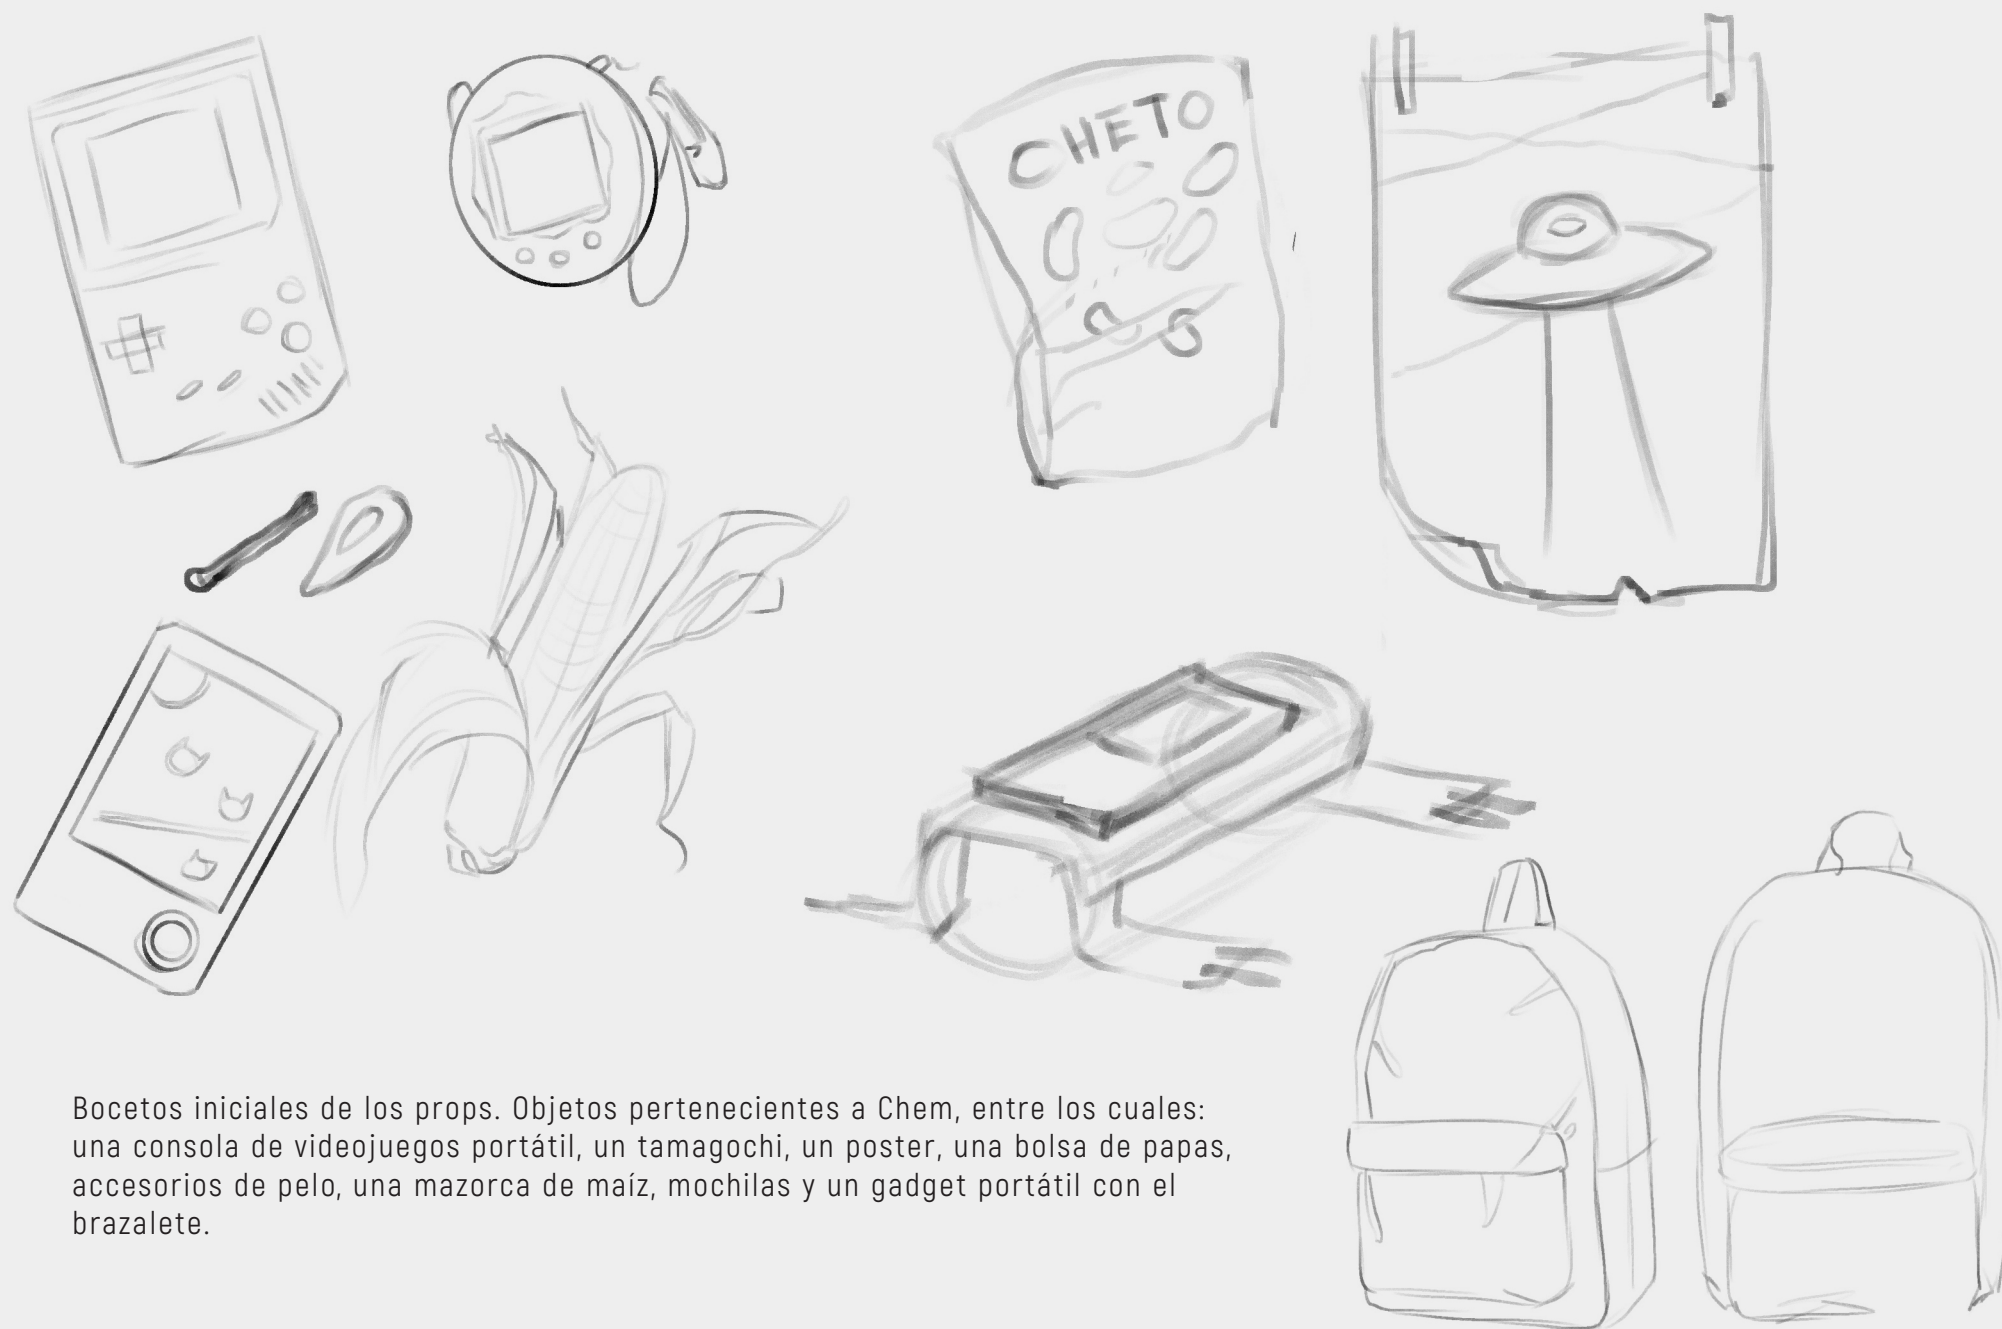 CHETO
Bocetos iniciales de los props. Objetos pertenecientes a Chem, entre los cuales:
una consola de videojuegos portátil, un tamagochi, un poster, una bolsa de papas,
accesorios de pelo, una mazorca de maíz, mochilas y un gadget portátil con el
brazalete.